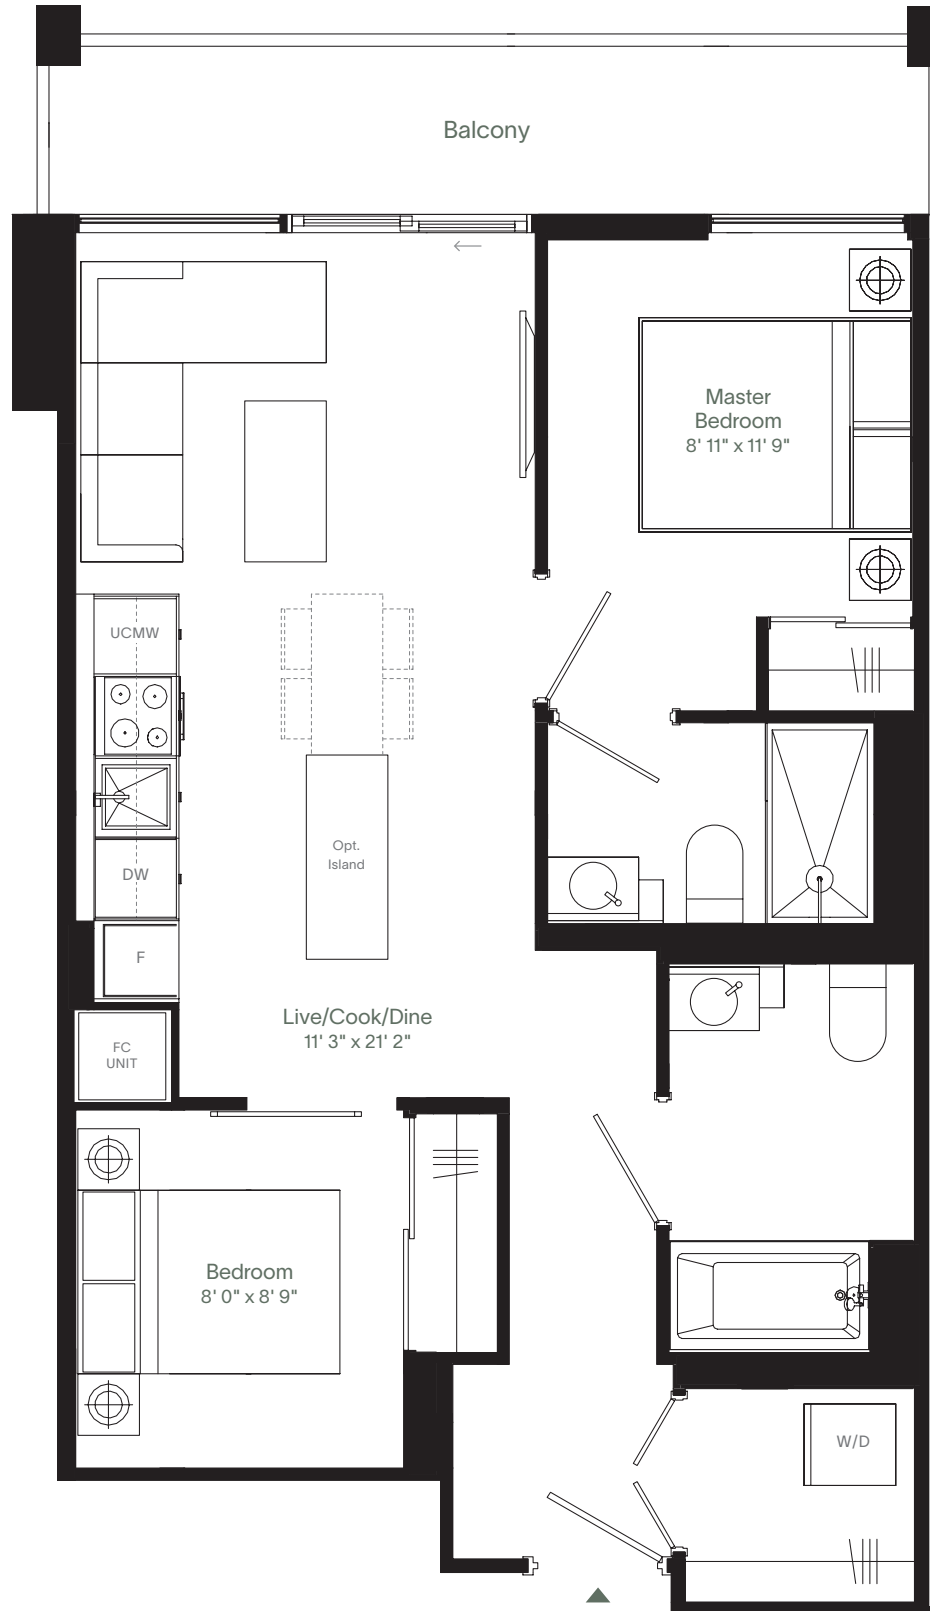 Balcony
Master
Bedroom
8' 11" x 11' 9"
UCMW
DW
Opt.
Island
F
Live/Cook/Dine
11' 3" x 21' 2"
FC
UNIT
Bedroom
8' 0" x 8' 9"
W/D